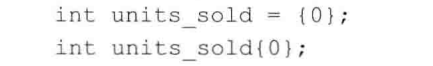 int units_sold = {0};
int units_sold{0};